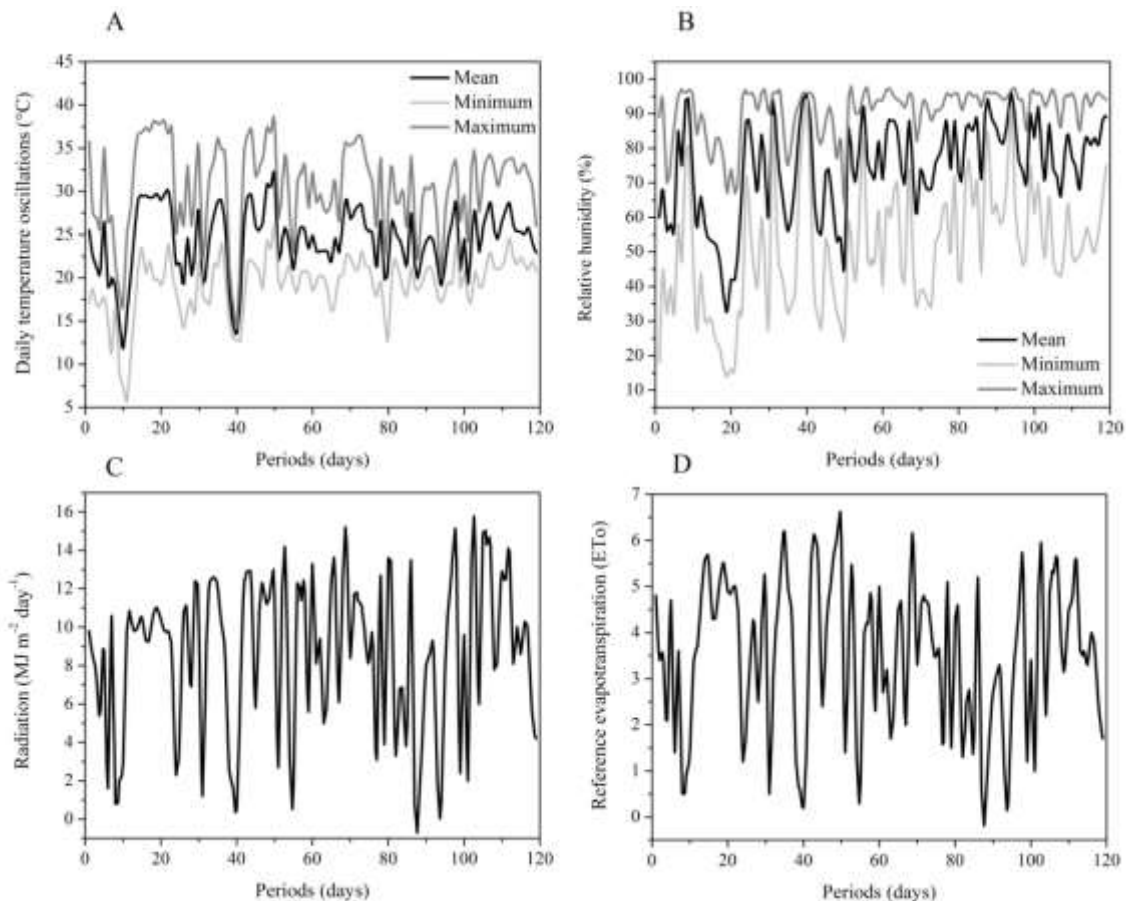 A
Daily temperature oscillations (°C)
45
40
35
30
25
20
15
10
5
Mean
Minimum
Maximum
0 20 40 60 80 100 120
Periods (days)
B
Relative humidity (%)
100
90
80
70
60
50
40
30
20
10
Mean
Minimum
Maximum
0 20 40 60 80 100 120
Periods (days)
C
Radiation (MJ m⁻² day⁻¹)
16
14
12
10
8
6
4
2
0
0 20 40 60 80 100 120
Periods (days)
D
Reference evapotranspiration (ETo)
7
6
5
4
3
2
1
0
0 20 40 60 80 100 120
Periods (days)